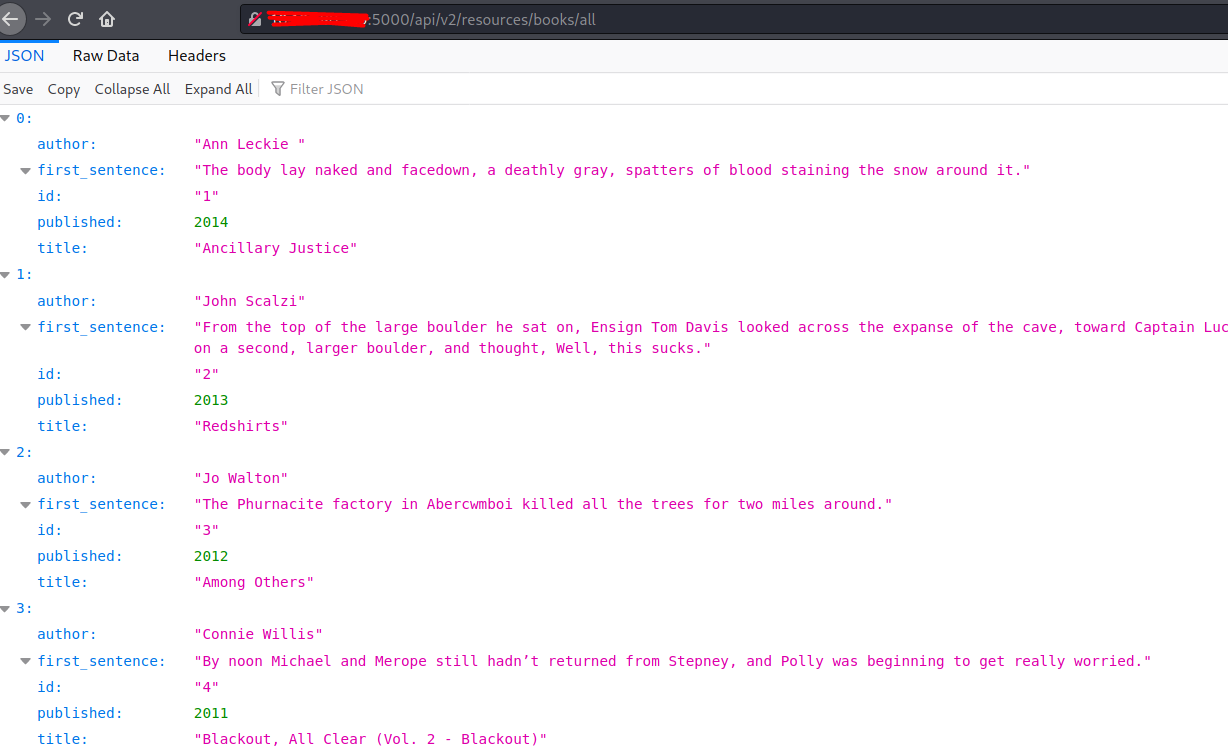 :5000/api/v2/resources/books/all
JSON Raw Data Headers
Save Copy Collapse All Expand All Filter JSON
0:
author: "Ann Leckie "
first_sentence: "The body lay naked and facedown, a deathly gray, spatters of blood staining the snow around it."
id: "1"
published: 2014
title: "Ancillary Justice"
1:
author: "John Scalzi"
first_sentence: "From the top of the large boulder he sat on, Ensign Tom Davis looked across the expanse of the cave, toward Captain Luc
on a second, larger boulder, and thought, Well, this sucks."
id: "2"
published: 2013
title: "Redshirts"
2:
author: "Jo Walton"
first_sentence: "The Phurnacite factory in Abercwmboi killed all the trees for two miles around."
id: "3"
published: 2012
title: "Among Others"
3:
author: "Connie Willis"
first_sentence: "By noon Michael and Merope still hadn’t returned from Stepney, and Polly was beginning to get really worried."
id: "4"
published: 2011
title: "Blackout, All Clear (Vol. 2 - Blackout)"